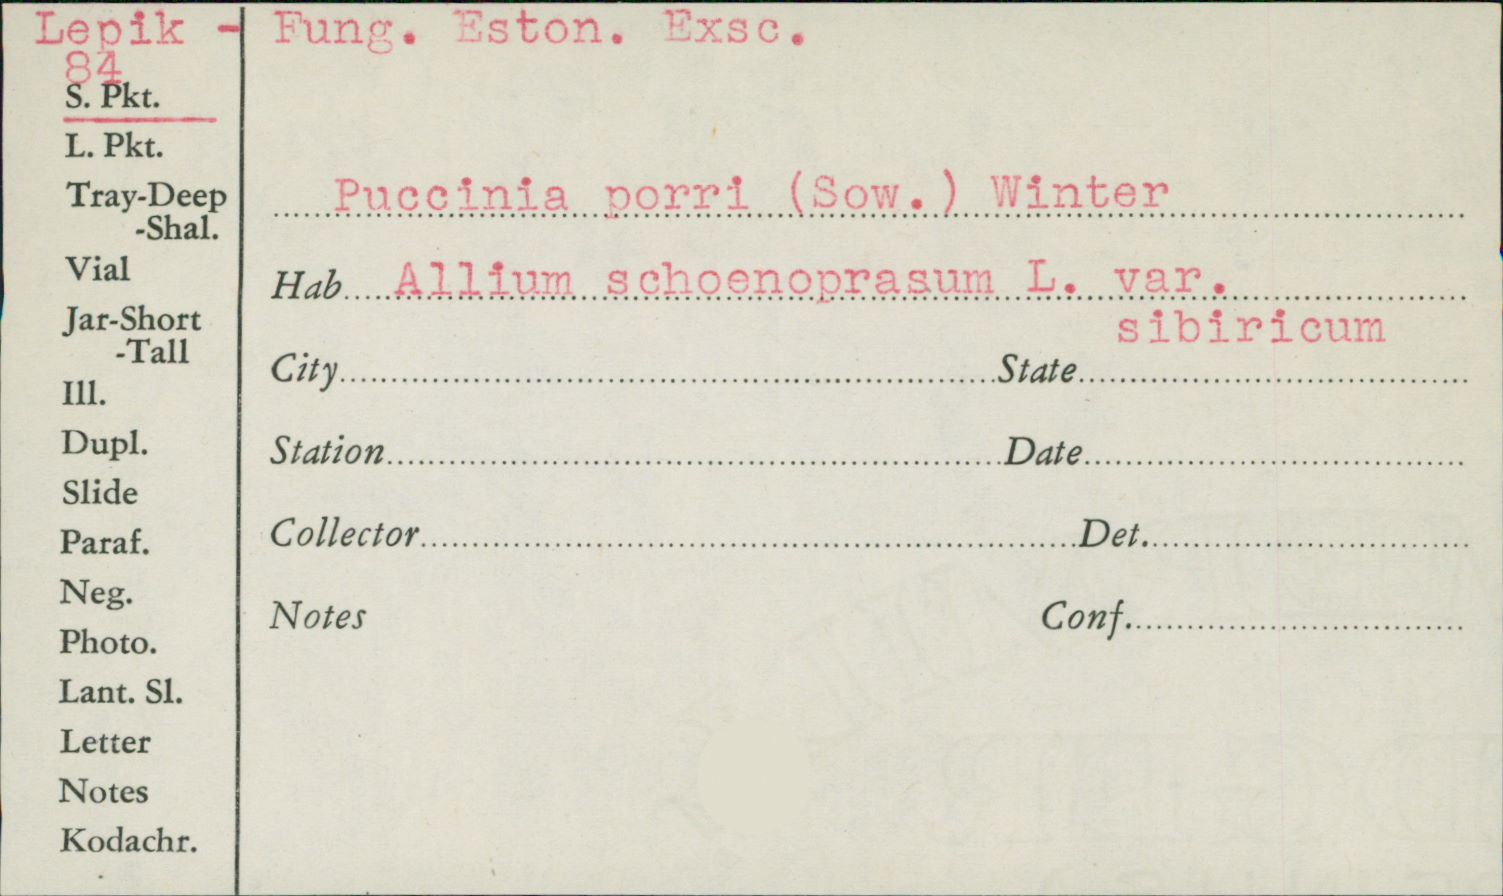 Lepik - Fung. Eston. Exsc.
84
S. Pkt.
L. Pkt.
Tray-Deep
-Shal.
Vial
Jar-Short
-Tall
Ill.
Dupl.
Slide
Paraf.
Neg.
Photo.
Lant. Sl.
Letter
Notes
Kodachr.
Puccinia porri (Sow.) Winter
Hab. Allium schoenoprasum L. var.
sibiricum
City State
Station Date
Collector Det.
Notes Conf.